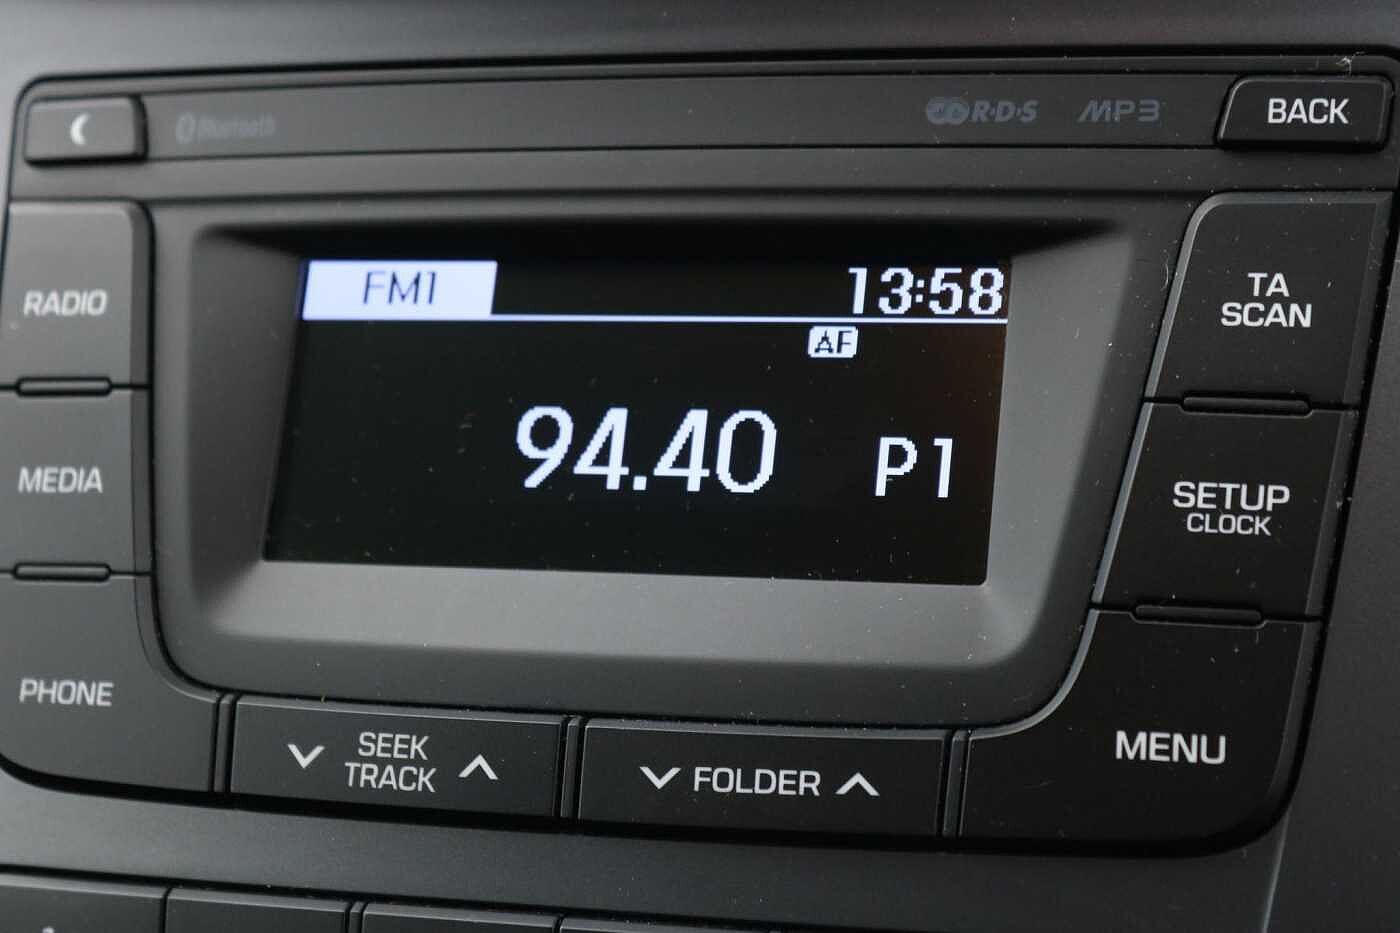 Bluetooth
R·D·S
MP3
BACK
RADIO
FM1
13:58
TA
SCAN
AF
94.40
P1
MEDIA
SETUP
CLOCK
PHONE
SEEK
TRACK
FOLDER
MENU